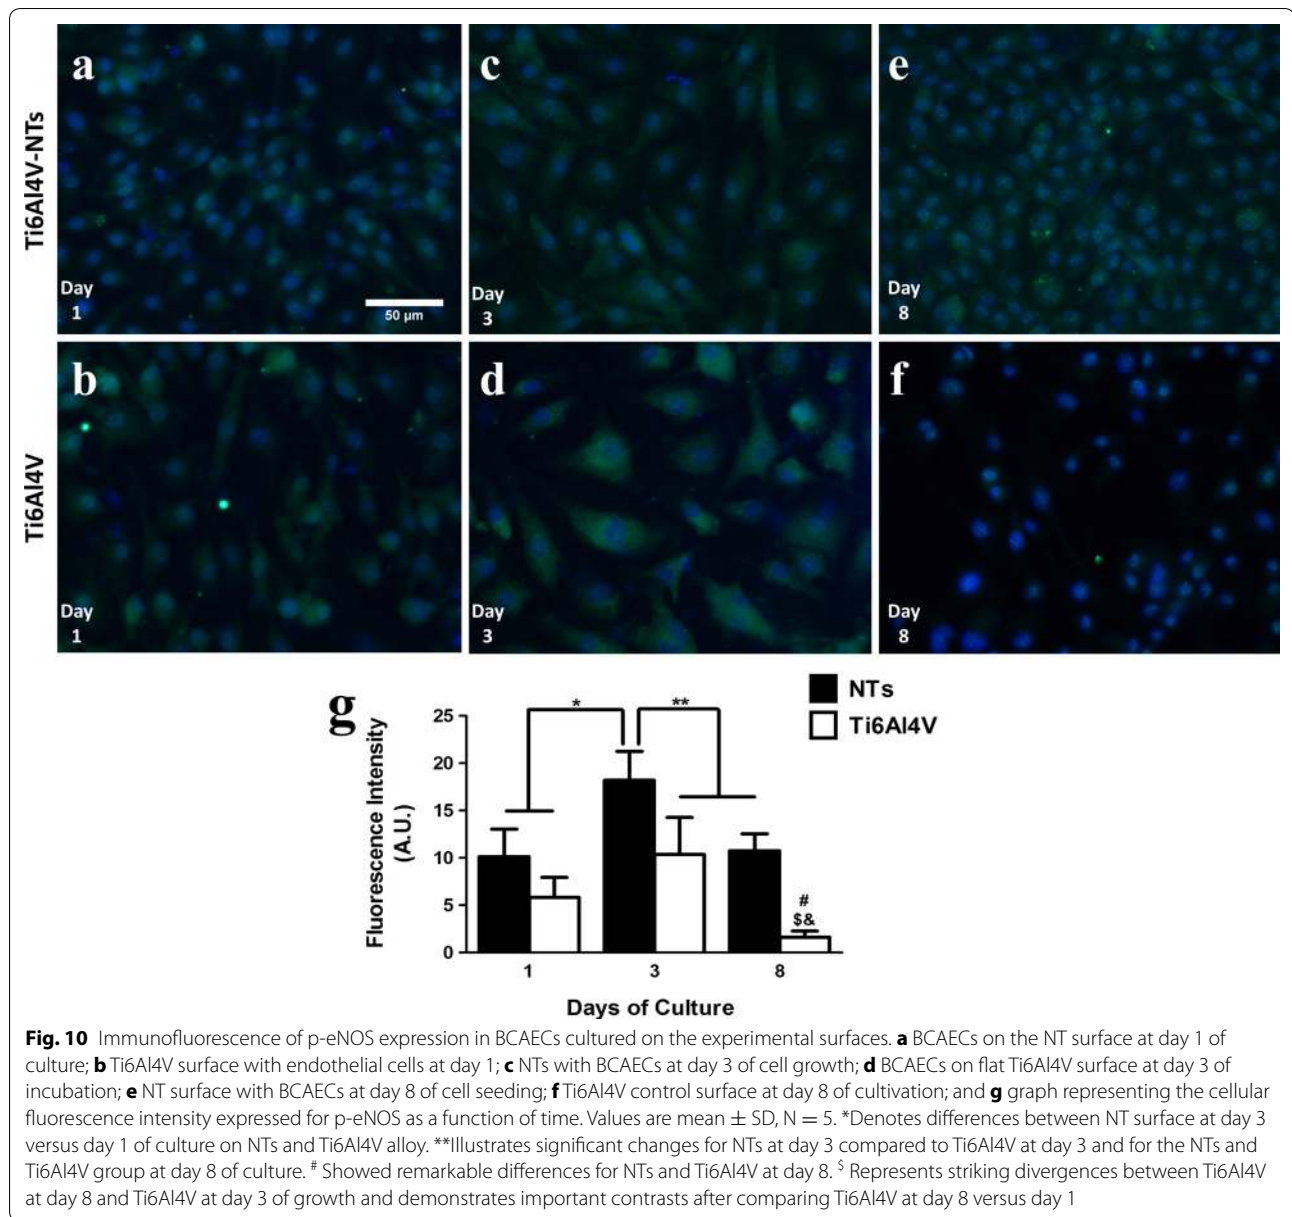 Ti6Al4V-NTs
a
c
e
Day
1
50 µm
Day
3
Day
8
Ti6Al4V
b
d
f
Day
1
Day
3
Day
8
g
NTs
Ti6Al4V
*
**
Fluorescence Intensity
(A.U.)
25
20
15
10
5
0
#
$&
1
3
8
Days of Culture
Fig. 10 Immunofluorescence of p-eNOS expression in BCAECs cultured on the experimental surfaces. a BCAECs on the NT surface at day 1 of
culture; b Ti6Al4V surface with endothelial cells at day 1; c NTs with BCAECs at day 3 of cell growth; d BCAECs on flat Ti6Al4V surface at day 3 of
incubation; e NT surface with BCAECs at day 8 of cell seeding; f Ti6Al4V control surface at day 8 of cultivation; and g graph representing the cellular
fluorescence intensity expressed for p-eNOS as a function of time. Values are mean ± SD, N = 5. *Denotes differences between NT surface at day 3
versus day 1 of culture on NTs and Ti6Al4V alloy. **Illustrates significant changes for NTs at day 3 compared to Ti6Al4V at day 3 and for the NTs and
Ti6Al4V group at day 8 of culture. # Showed remarkable differences for NTs and Ti6Al4V at day 8. $ Represents striking divergences between Ti6Al4V
at day 8 and Ti6Al4V at day 3 of growth and demonstrates important contrasts after comparing Ti6Al4V at day 8 versus day 1